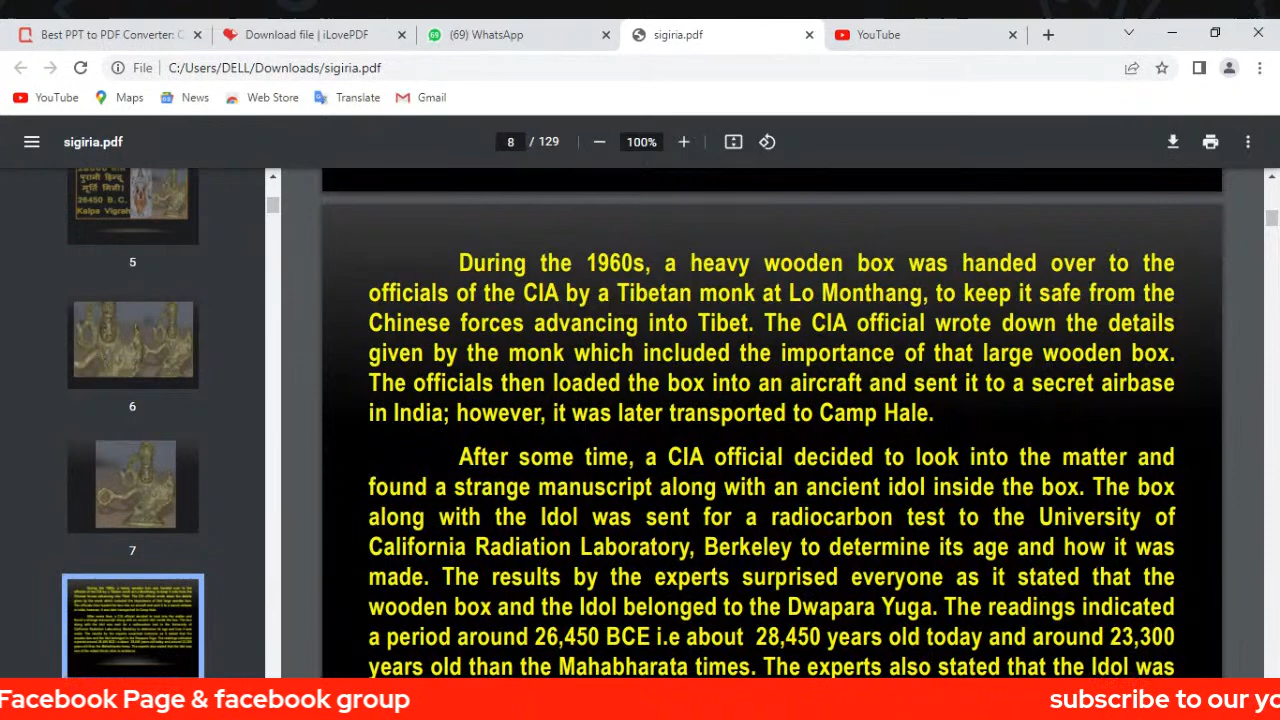 Best PPT to PDF Converter: C
Download file | iLovePDF
(69) WhatsApp
sigiria.pdf
YouTube
File
C:/Users/DELL/Downloads/sigiria.pdf
YouTube
Maps
News
Web Store
Translate
Gmail
sigiria.pdf
8 / 129
100%
पुरानी हिन्दू
मूर्ति मिली।
26450 B.C.
Kalpa Vigrah
5
6
7
During the 1960s, a heavy wooden box was handed over to the
officials of the CIA by a Tibetan monk at Lo Monthang, to keep it safe from the
Chinese forces advancing into Tibet. The CIA official wrote down the details
given by the monk which included the importance of that large wooden box.
The officials then loaded the box into an aircraft and sent it to a secret airbase
in India; however, it was later transported to Camp Hale.
After some time, a CIA official decided to look into the matter and
found a strange manuscript along with an ancient idol inside the box. The box
along with the Idol was sent for a radiocarbon test to the University of
California Radiation Laboratory, Berkeley to determine its age and how it was
made. The results by the experts surprised everyone as it stated that the
wooden box and the Idol belonged to the Dwapara Yuga. The readings indicated
a period around 26,450 BCE i.e about 28,450 years old today and around 23,300
years old than the Mahabharata times. The experts also stated that the Idol was
Facebook Page & facebook group
subscribe to our yo